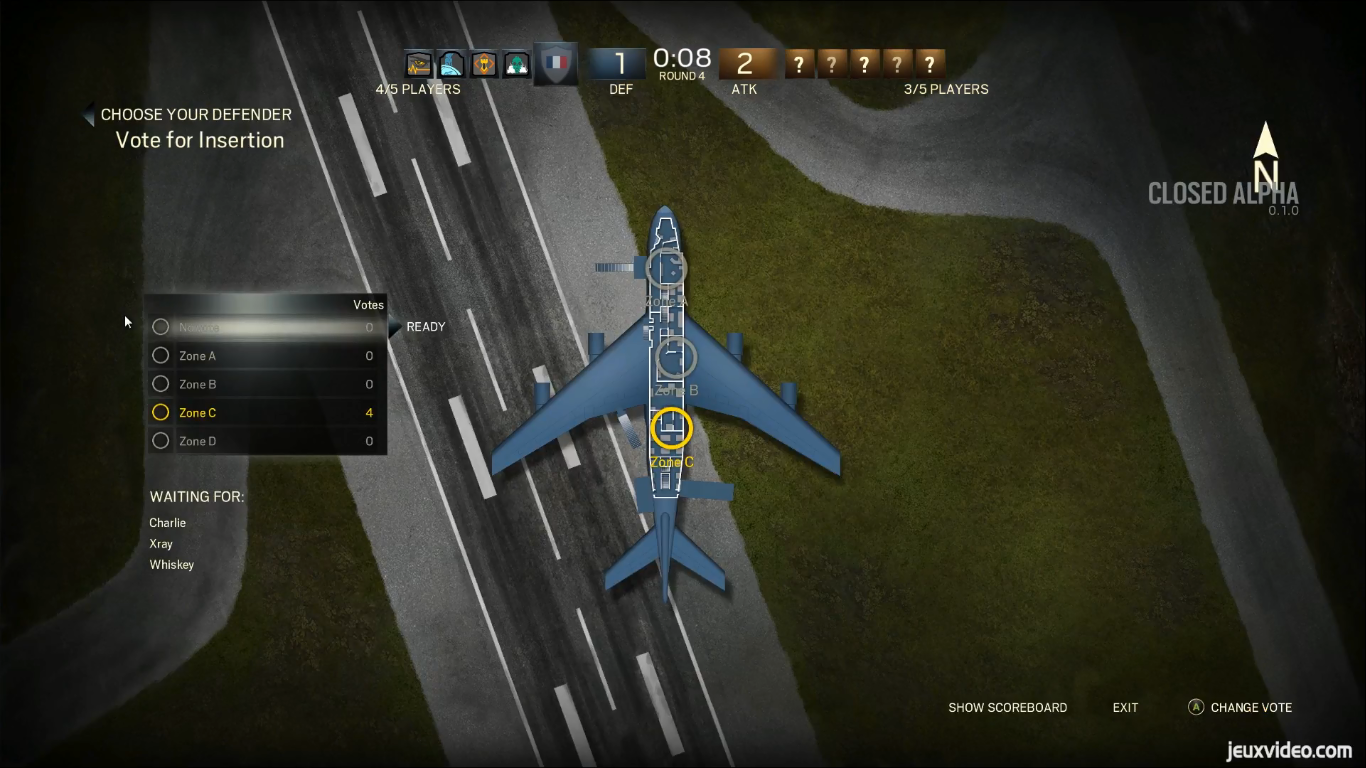 1
0:08
2
? ? ? ? ?
ROUND 4
4/5 PLAYERS
DEF
ATK
3/5 PLAYERS
CHOOSE YOUR DEFENDER
Vote for Insertion
N
CLOSED ALPHA
0.1.0
Votes
0
READY
Zone A 0
Zone B 0
Zone C 4
Zone D 0
Zone A
Zone B
Zone C
WAITING FOR:
Charlie
Xray
Whiskey
SHOW SCOREBOARD
EXIT
A CHANGE VOTE
jeuxvideo.com